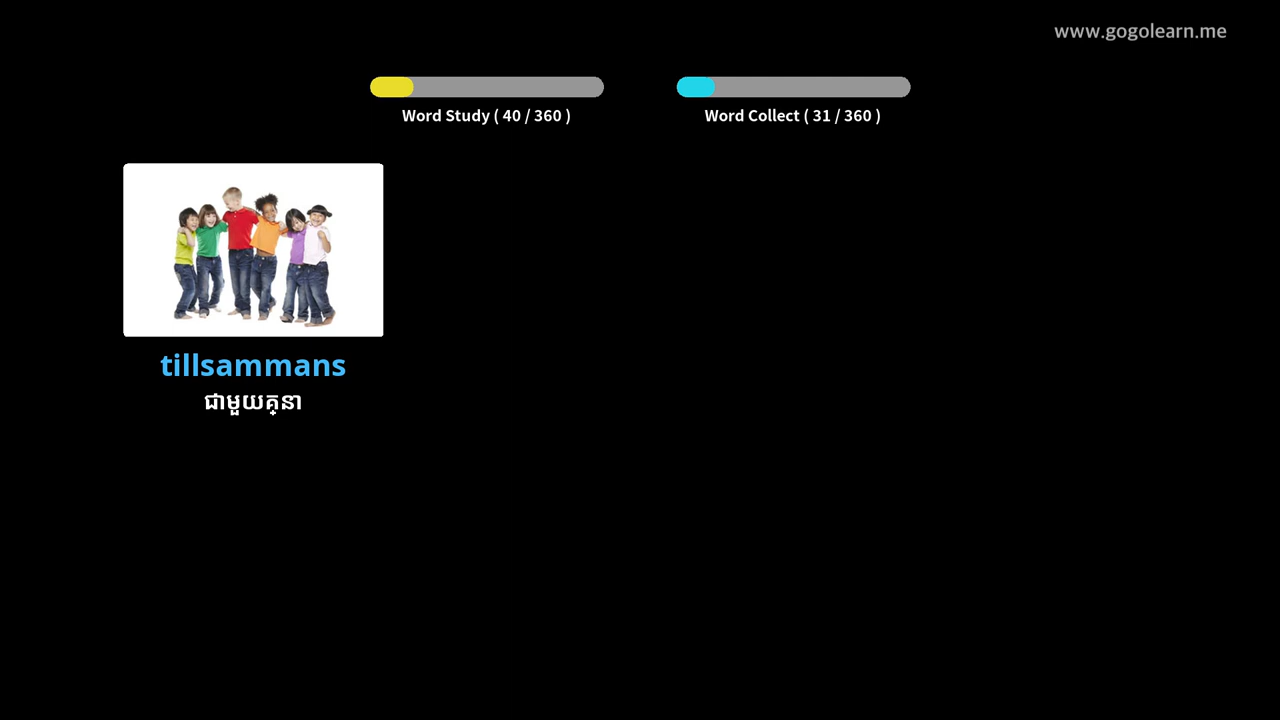 www.gogolearn.me
Word Study ( 40 / 360 )
Word Collect ( 31 / 360 )
tillsammans
ជាមួយគ្នា